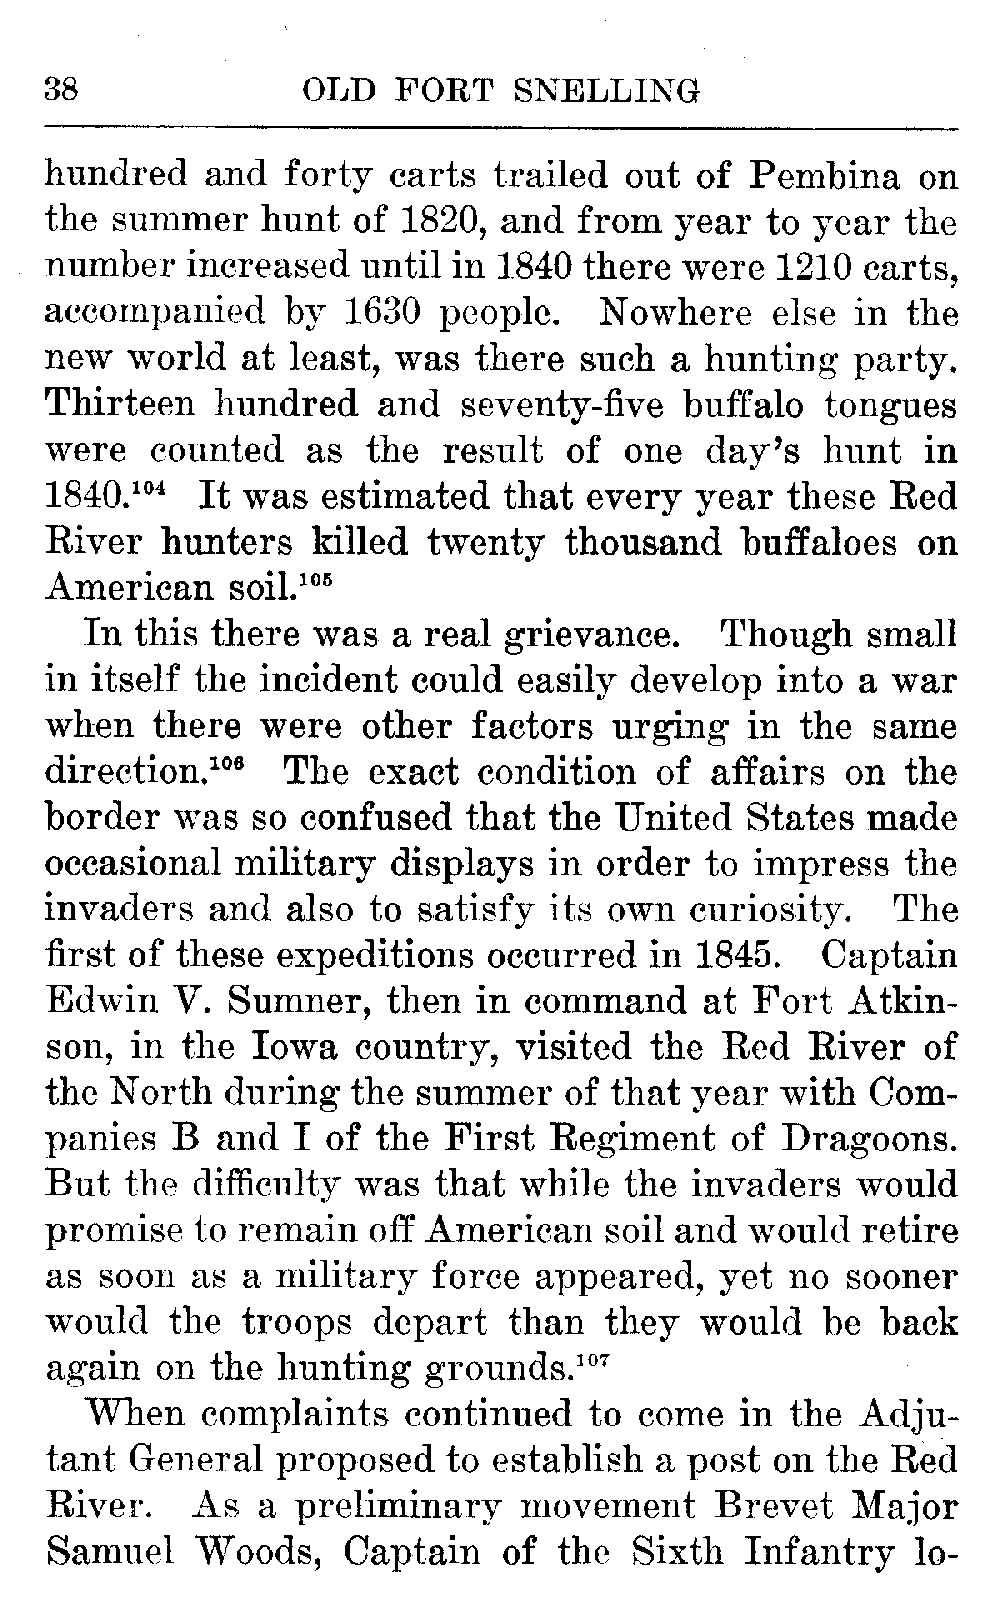 38 OLD FORT SNELLING
hundred and forty carts trailed out of Pembina on
the summer hunt of 1820, and from year to year the
number increased until in 1840 there were 1210 carts,
accompanied by 1630 people. Nowhere else in the
new world at least, was there such a hunting party.
Thirteen hundred and seventy-five buffalo tongues
were counted as the result of one day's hunt in
1840.¹⁰⁴ It was estimated that every year these Red
River hunters killed twenty thousand buffaloes on
American soil.¹⁰⁵
In this there was a real grievance. Though small
in itself the incident could easily develop into a war
when there were other factors urging in the same
direction.¹⁰⁶ The exact condition of affairs on the
border was so confused that the United States made
occasional military displays in order to impress the
invaders and also to satisfy its own curiosity. The
first of these expeditions occurred in 1845. Captain
Edwin V. Sumner, then in command at Fort Atkin-
son, in the Iowa country, visited the Red River of
the North during the summer of that year with Com-
panies B and I of the First Regiment of Dragoons.
But the difficulty was that while the invaders would
promise to remain off American soil and would retire
as soon as a military force appeared, yet no sooner
would the troops depart than they would be back
again on the hunting grounds.¹⁰⁷
When complaints continued to come in the Adju-
tant General proposed to establish a post on the Red
River. As a preliminary movement Brevet Major
Samuel Woods, Captain of the Sixth Infantry lo-